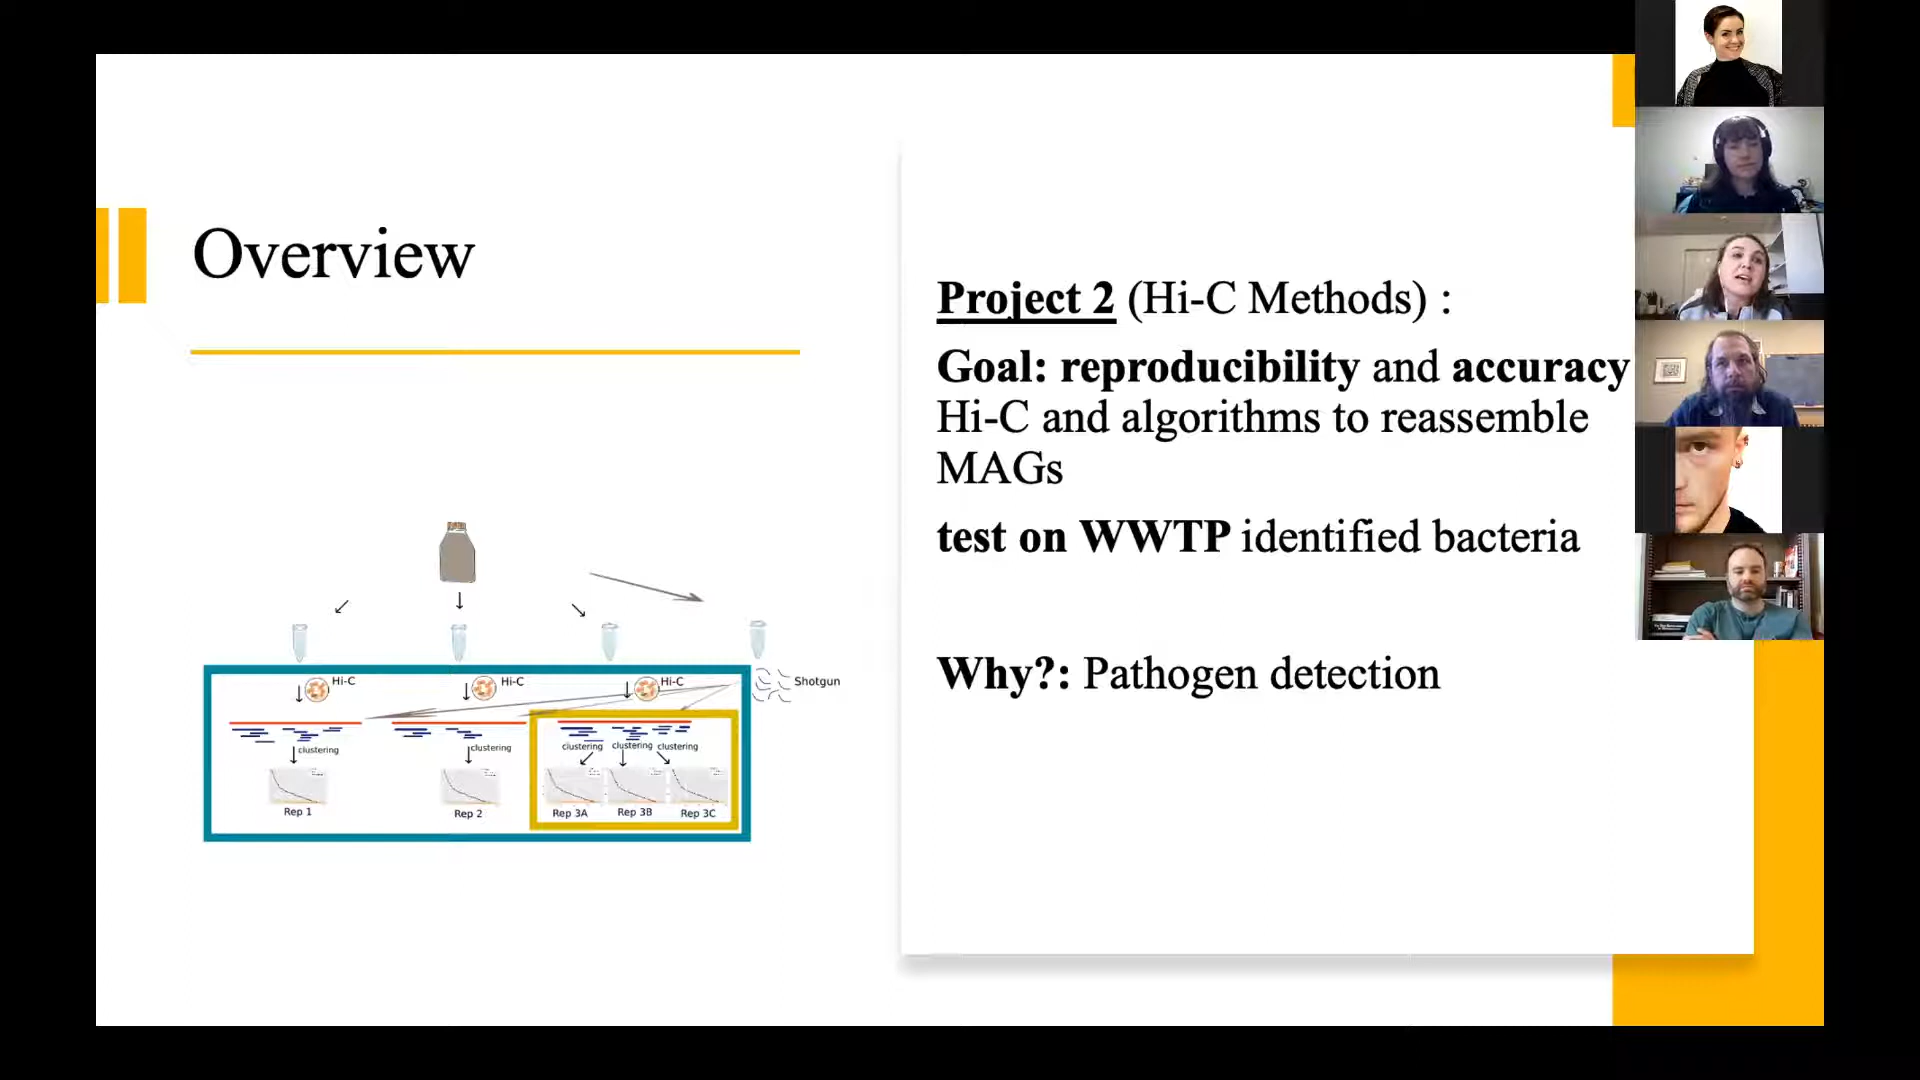 Overview
Project 2 (Hi-C Methods) :
Goal: reproducibility and accuracy
Hi-C and algorithms to reassemble
MAGs
test on WWTP identified bacteria
Why?: Pathogen detection
Hi-C
Hi-C
Hi-C
Shotgun
clustering
clustering
clustering
clustering
clustering
Rep 1
Rep 2
Rep 3A
Rep 3B
Rep 3C